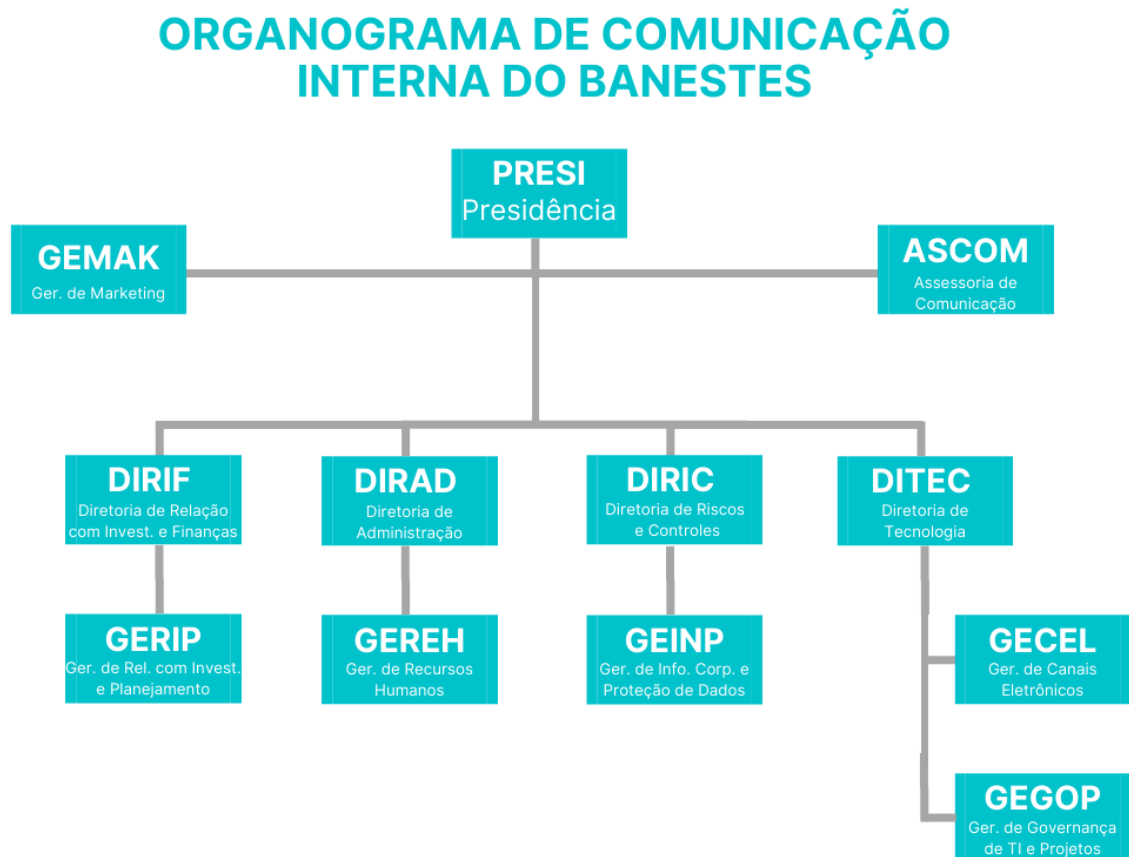 ORGANOGRAMA DE COMUNICAÇÃO
INTERNA DO BANESTES
PRESI
Presidência
GEMAK
Ger. de Marketing
ASCOM
Assessoria de
Comunicação
DIRIF
Diretoria de Relação
com Invest. e Finanças
DIRAD
Diretoria de
Administração
DIRIC
Diretoria de Riscos
e Controles
DITEC
Diretoria de
Tecnologia
GERIP
Ger. de Rel. com Invest.
e Planejamento
GEREH
Ger. de Recursos
Humanos
GEINP
Ger. de Info. Corp. e
Proteção de Dados
GECEL
Ger. de Canais
Eletrônicos
GEGOP
Ger. de Governança
de TI e Projetos